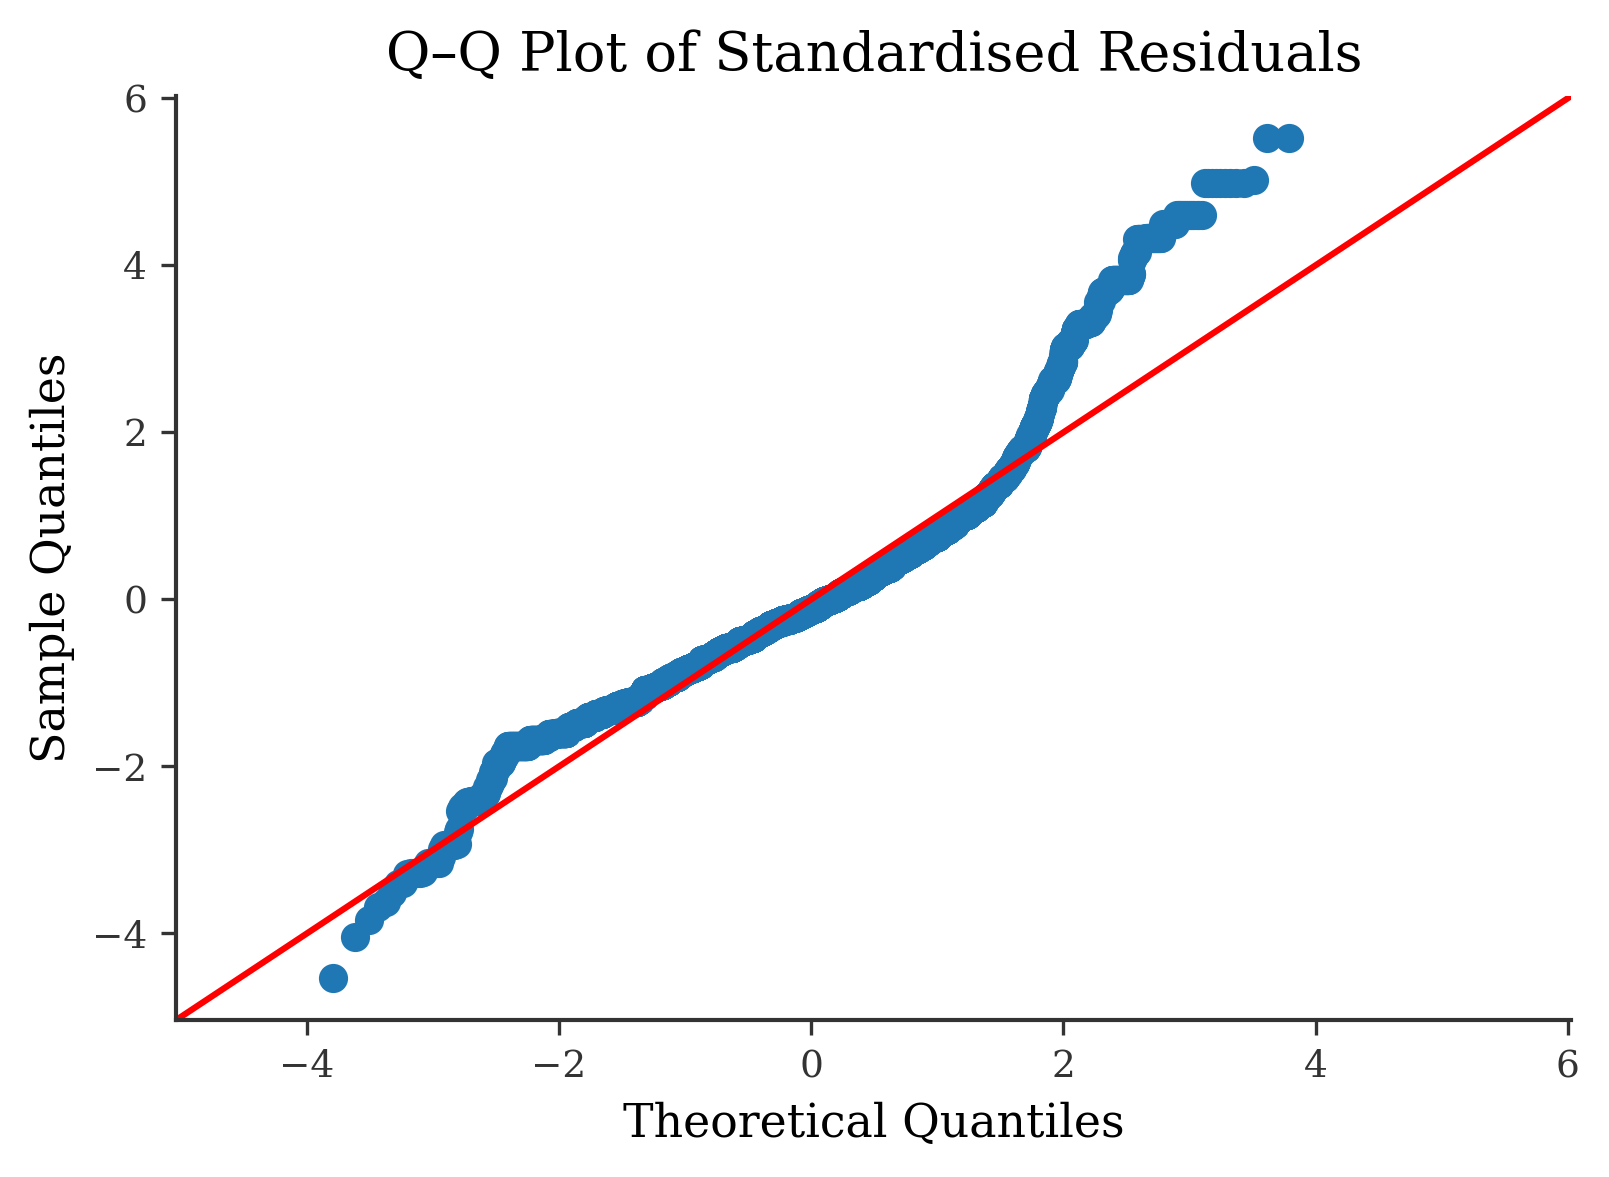 Q–Q Plot of Standardised Residuals
6
4
2
0
−2
−4
Sample Quantiles
−4 −2 0 2 4 6
Theoretical Quantiles